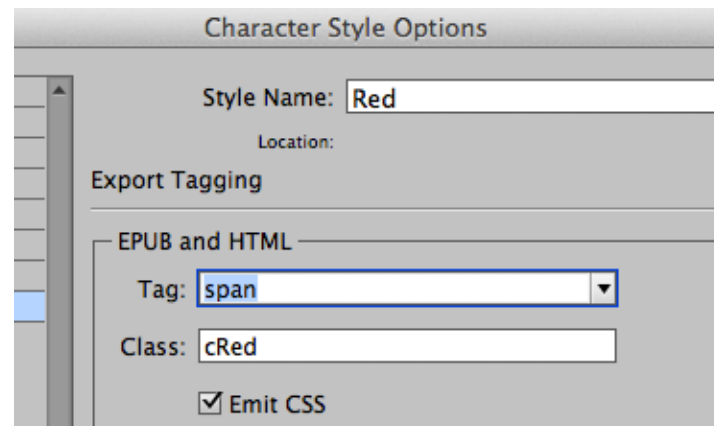 Character Style Options
Style Name: Red
Location:
Export Tagging
EPUB and HTML
Tag: span
Class: cRed
Emit CSS